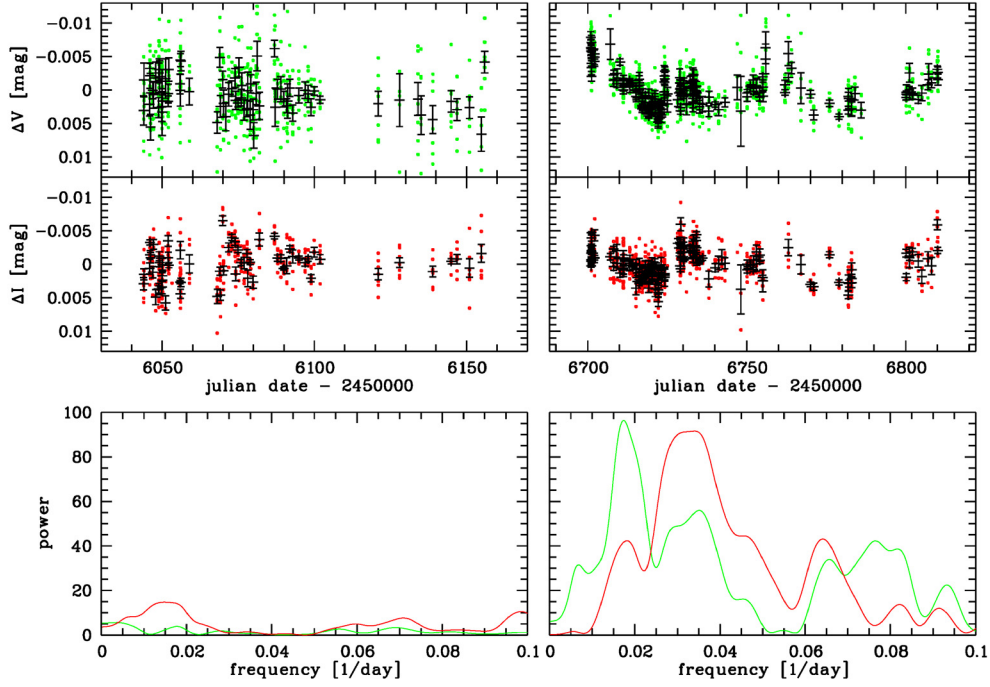 -0.01
-0.005
0
0.005
0.01
ΔV [mag]
-0.01
-0.005
0
0.005
0.01
ΔI [mag]
6050 6100 6150
julian date - 2450000
6700 6750 6800
julian date - 2450000
100
80
60
40
20
0
power
0 0.02 0.04 0.06 0.08 0.1
frequency [1/day]
0 0.02 0.04 0.06 0.08 0.1
frequency [1/day]